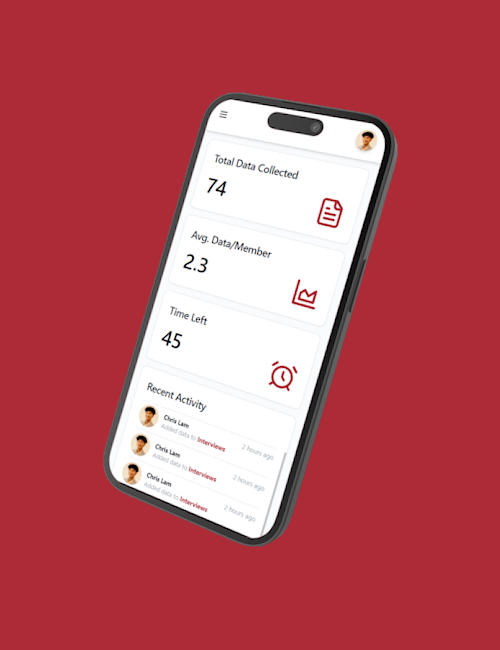 Total Data Collected
74
Avg. Data/Member
2.3
Time Left
45
Recent Activity
Chris Lam
Added data to Interviews
2 hours ago
Chris Lam
Added data to Interviews
2 hours ago
Chris Lam
Added data to Interviews
2 hours ago